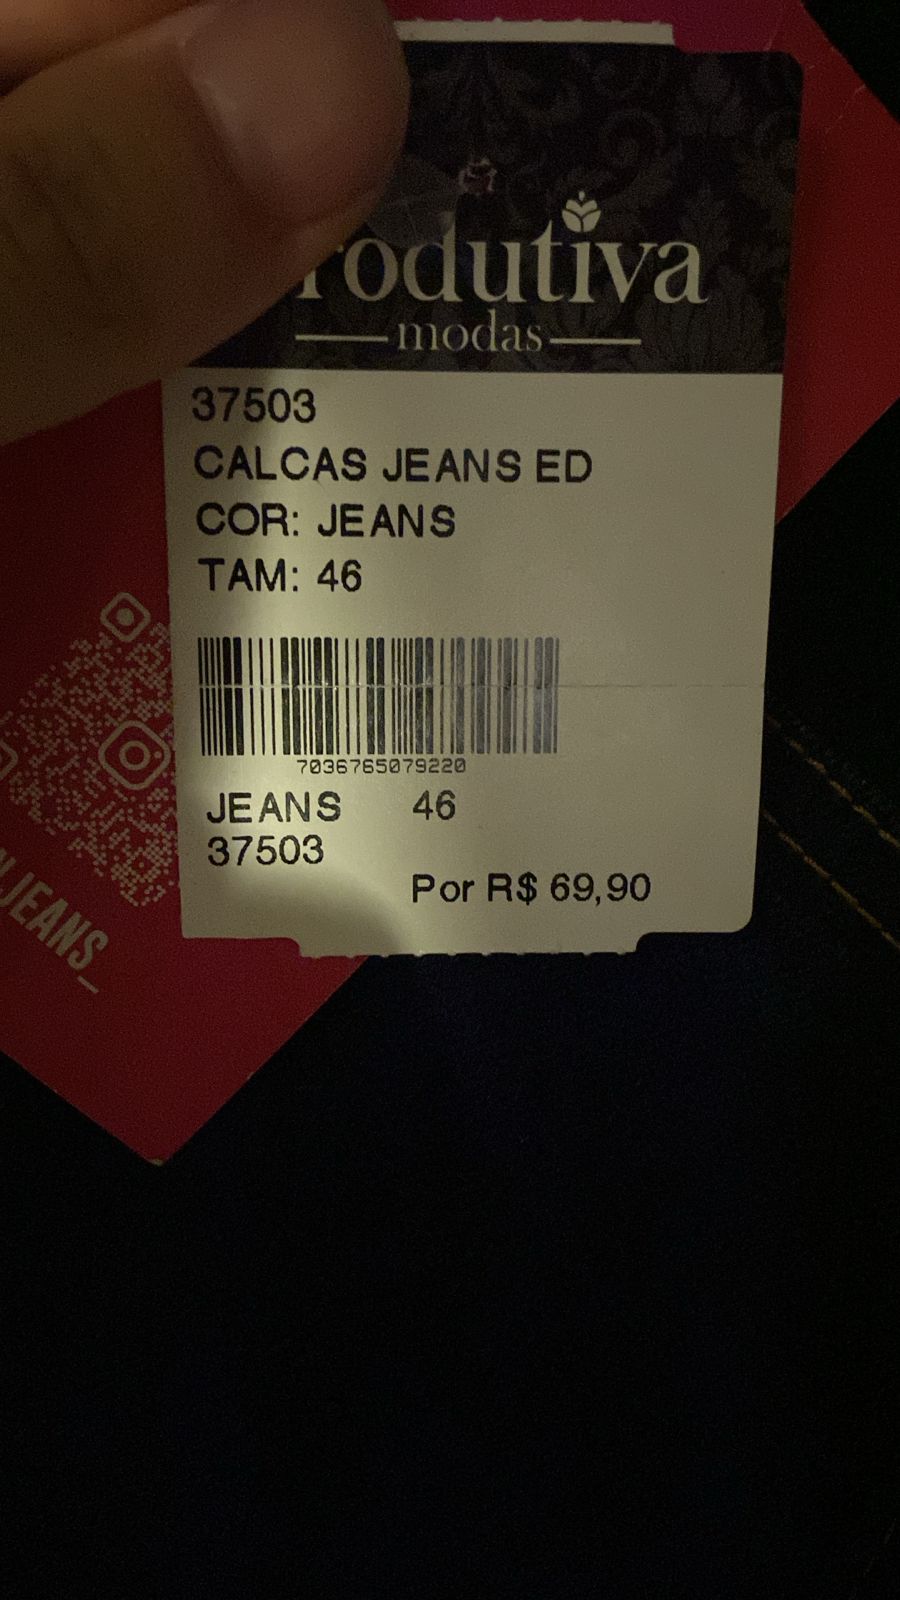 rodutiva
modas
37503
CALCAS JEANS ED
COR: JEANS
TAM: 46
7036765079220
JEANS 46
37503
Por R$ 69,90
JEANS_